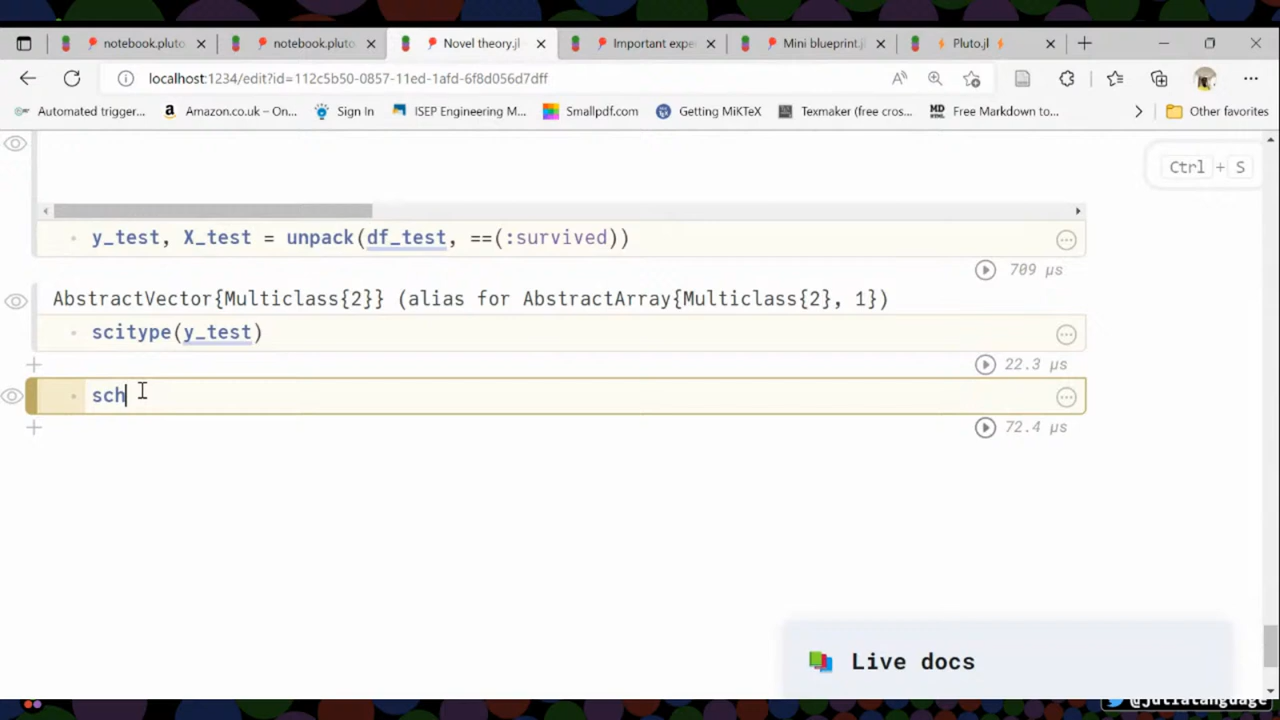 notebook.pluto
notebook.pluto
Novel theory.jl
Important expe
Mini blueprint.jl
Pluto.jl
localhost:1234/edit?id=112c5b50-0857-11ed-1afd-6f8d056d7dff
Automated trigger...
Amazon.co.uk – On...
Sign In
ISEP Engineering M...
Smallpdf.com
Getting MiKTeX
Texmaker (free cros...
Free Markdown to...
Other favorites
Ctrl + S
y_test, X_test = unpack(df_test, ==(:survived))
709 μs
AbstractVector{Multiclass{2}} (alias for AbstractArray{Multiclass{2}, 1})
scitype(y_test)
22.3 μs
sch
72.4 μs
Live docs
@julialanguage